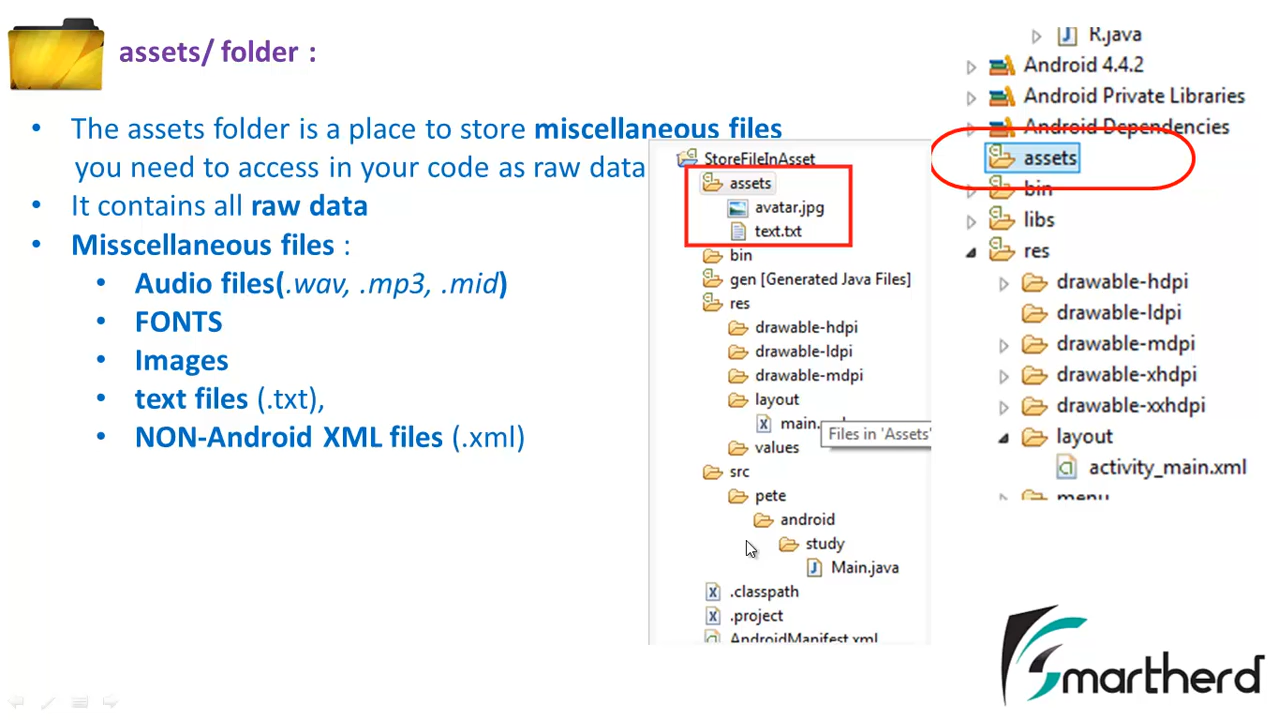 assets/ folder :
• The assets folder is a place to store miscellaneous files
you need to access in your code as raw data
• It contains all raw data
• Misscellaneous files :
• Audio files(.wav, .mp3, .mid)
• FONTS
• Images
• text files (.txt),
• NON-Android XML files (.xml)
StoreFileInAsset
assets
avatar.jpg
text.txt
bin
gen [Generated Java Files]
res
drawable-hdpi
drawable-ldpi
drawable-mdpi
layout
main.
Files in 'Assets'
values
src
pete
android
study
Main.java
.classpath
.project
AndroidManifest.xml
R.java
Android 4.4.2
Android Private Libraries
Android Dependencies
assets
bin
libs
res
drawable-hdpi
drawable-ldpi
drawable-mdpi
drawable-xhdpi
drawable-xxhdpi
layout
activity_main.xml
menu
Smartherd